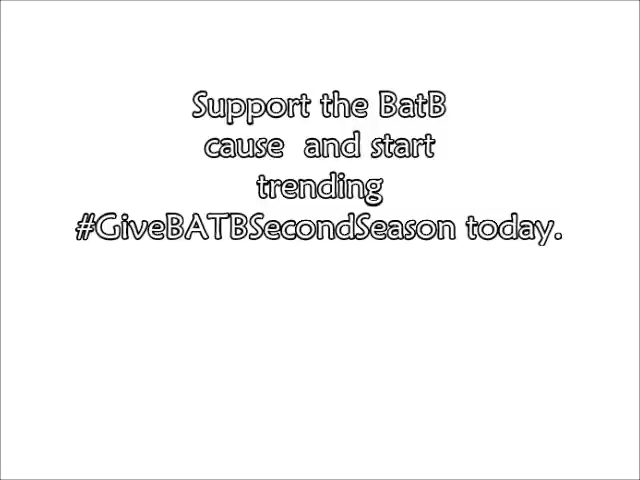 Support the BatB
cause and start
trending
#GiveBATBSecondSeason today.